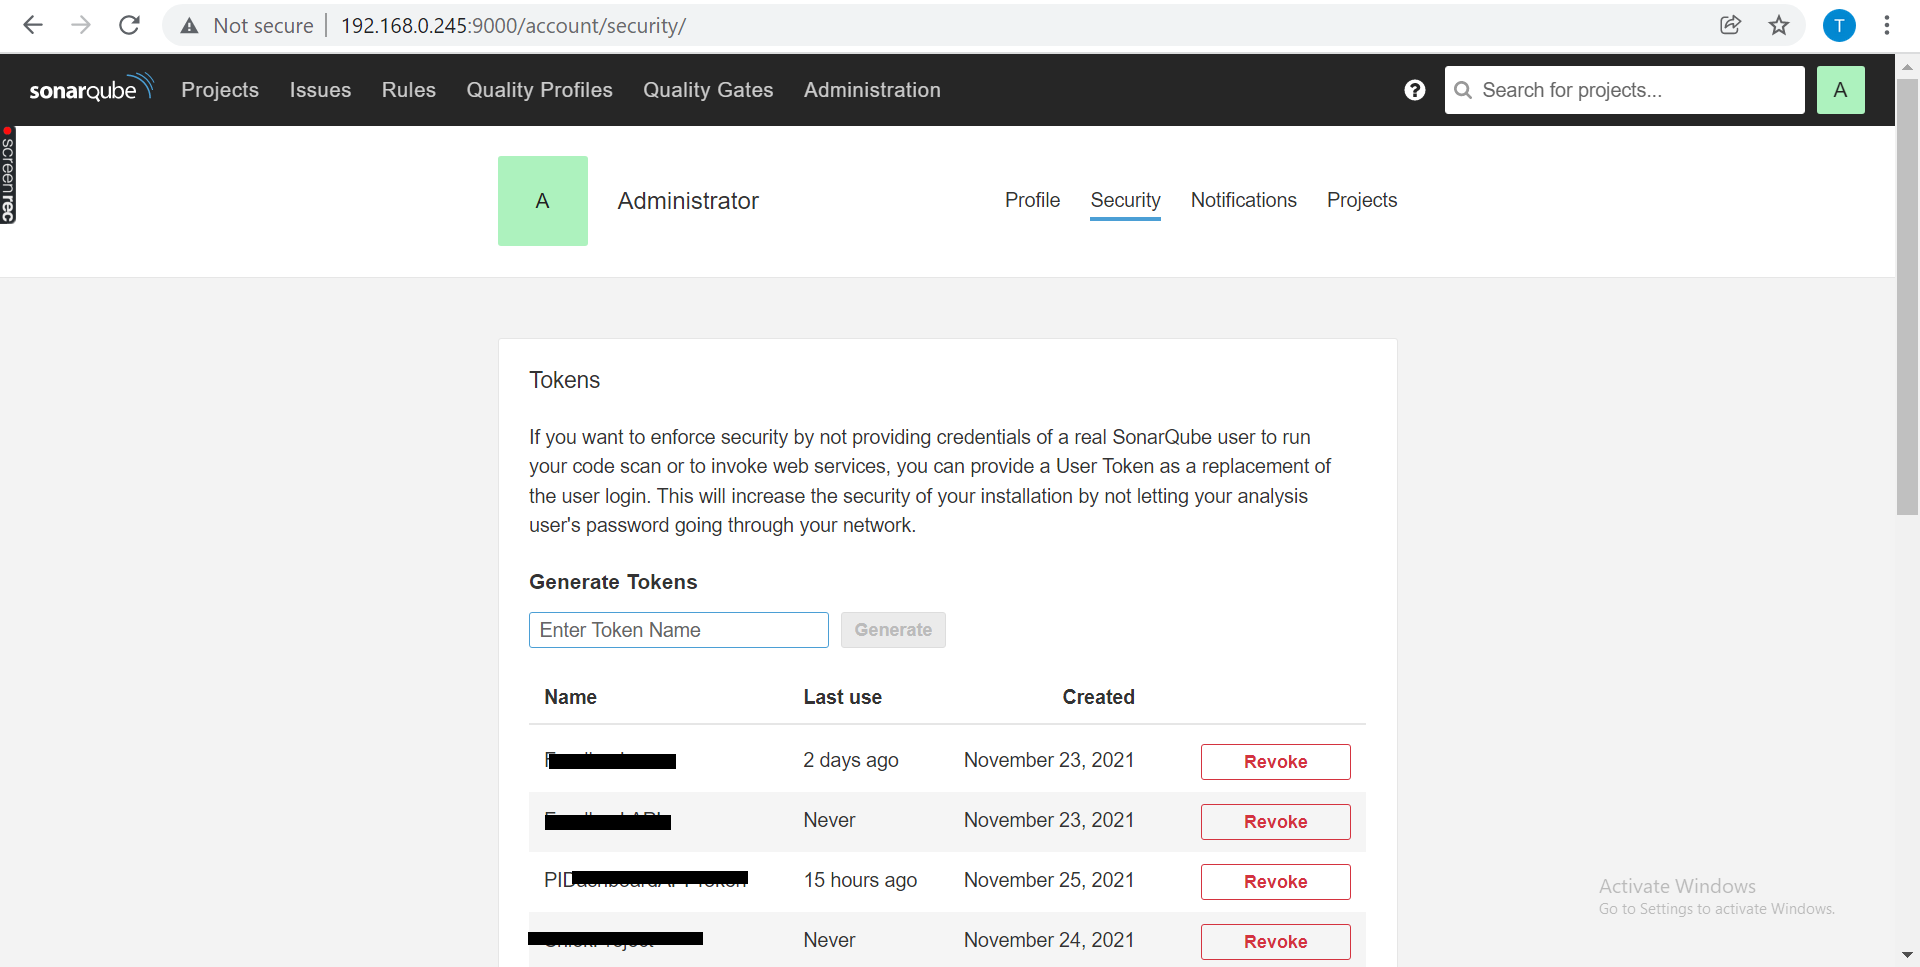 Not secure | 192.168.0.245:9000/account/security/
T
sonarqube Projects Issues Rules Quality Profiles Quality Gates Administration ? Search for projects... A
screenrec
A Administrator Profile Security Notifications Projects
Tokens
If you want to enforce security by not providing credentials of a real SonarQube user to run
your code scan or to invoke web services, you can provide a User Token as a replacement of
the user login. This will increase the security of your installation by not letting your analysis
user's password going through your network.
Generate Tokens
Enter Token Name Generate
Name Last use Created
2 days ago November 23, 2021 Revoke
Never November 23, 2021 Revoke
15 hours ago November 25, 2021 Revoke
Never November 24, 2021 Revoke
Activate Windows
Go to Settings to activate Windows.